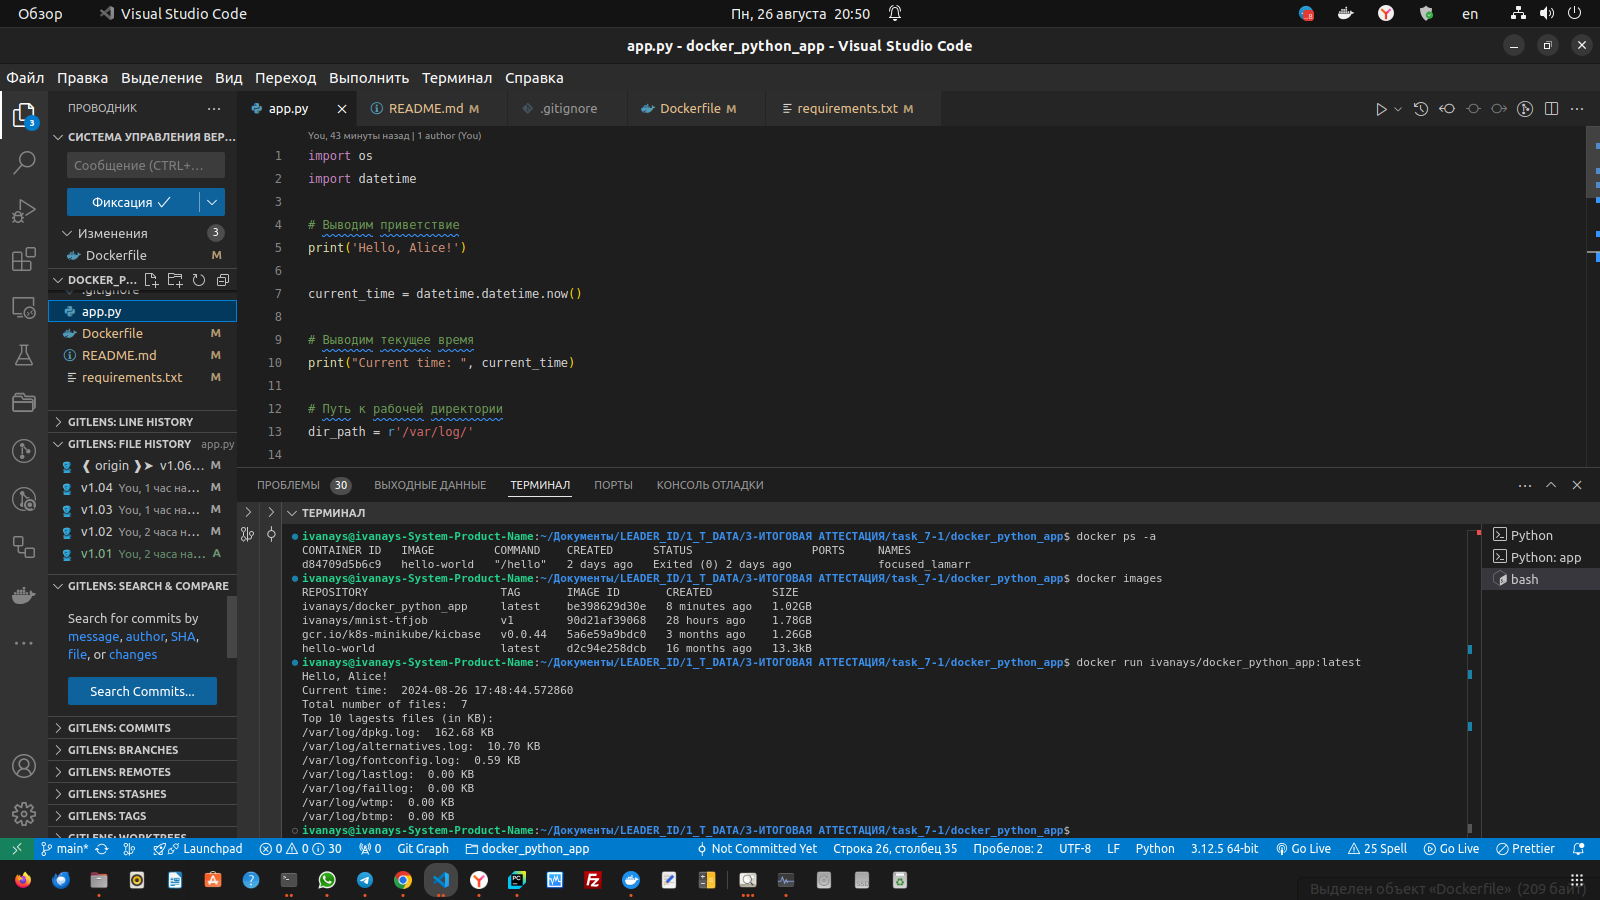 Обзор
Visual Studio Code
Пн, 26 августа 20:50
en
app.py - docker_python_app - Visual Studio Code
Файл Правка Выделение Вид Переход Выполнить Терминал Справка
ПРОВОДНИК
СИСТЕМА УПРАВЛЕНИЯ ВЕР...
Сообщение (CTRL+...
Фиксация
Изменения 3
Dockerfile M
DOCKER_P...
.gitignore
app.py
Dockerfile M
README.md M
requirements.txt M
GITLENS: LINE HISTORY
GITLENS: FILE HISTORY app.py
❰ origin ❱➤ v1.06... M
v1.04 You, 1 час на... M
v1.03 You, 1 час на... M
v1.02 You, 2 часа на... M
v1.01 You, 2 часа на... A
GITLENS: SEARCH & COMPARE
Search for commits by
message, author, SHA,
file, or changes
Search Commits...
GITLENS: COMMITS
GITLENS: BRANCHES
GITLENS: REMOTES
GITLENS: STASHES
GITLENS: TAGS
GITLENS: WORKTREES
app.py
README.md M
.gitignore
Dockerfile M
requirements.txt M
You, 43 минуты назад | 1 author (You)
1 import os
2 import datetime
3
4 # Выводим приветствие
5 print('Hello, Alice!')
6
7 current_time = datetime.datetime.now()
8
9 # Выводим текущее время
10 print("Current time: ", current_time)
11
12 # Путь к рабочей директории
13 dir_path = r'/var/log/'
14
ПРОБЛЕМЫ 30 ВЫХОДНЫЕ ДАННЫЕ ТЕРМИНАЛ ПОРТЫ КОНСОЛЬ ОТЛАДКИ
ТЕРМИНАЛ
ivanays@ivanays-System-Product-Name:~/Документы/LEADER_ID/1_T_DATA/3-ИТОГОВАЯ АТТЕСТАЦИЯ/task_7-1/docker_python_app$ docker ps -a
CONTAINER ID IMAGE COMMAND CREATED STATUS PORTS NAMES
d84709d5b6c9 hello-world "/hello" 2 days ago Exited (0) 2 days ago focused_lamarr
ivanays@ivanays-System-Product-Name:~/Документы/LEADER_ID/1_T_DATA/3-ИТОГОВАЯ АТТЕСТАЦИЯ/task_7-1/docker_python_app$ docker images
REPOSITORY TAG IMAGE ID CREATED SIZE
ivanays/docker_python_app latest be398629d30e 8 minutes ago 1.02GB
ivanays/mnist-tfjob v1 90d21af39068 28 hours ago 1.78GB
gcr.io/k8s-minikube/kicbase v0.0.44 5a6e59a9bdc0 3 months ago 1.26GB
hello-world latest d2c94e258dcb 16 months ago 13.3kB
ivanays@ivanays-System-Product-Name:~/Документы/LEADER_ID/1_T_DATA/3-ИТОГОВАЯ АТТЕСТАЦИЯ/task_7-1/docker_python_app$ docker run ivanays/docker_python_app:latest
Hello, Alice!
Current time: 2024-08-26 17:48:44.572860
Total number of files: 7
Top 10 lagests files (in KB):
/var/log/dpkg.log: 162.68 KB
/var/log/alternatives.log: 10.70 KB
/var/log/fontconfig.log: 0.59 KB
/var/log/lastlog: 0.00 KB
/var/log/faillog: 0.00 KB
/var/log/wtmp: 0.00 KB
/var/log/btmp: 0.00 KB
ivanays@ivanays-System-Product-Name:~/Документы/LEADER_ID/1_T_DATA/3-ИТОГОВАЯ АТТЕСТАЦИЯ/task_7-1/docker_python_app$
Python
Python: app
bash
main* Launchpad 0 0 30 0 Git Graph docker_python_app Not Committed Yet Строка 26, столбец 35 Пробелов: 2 UTF-8 LF Python 3.12.5 64-bit Go Live 25 Spell Go Live Prettier
Выделен объект «Dockerfile» (209 байт)